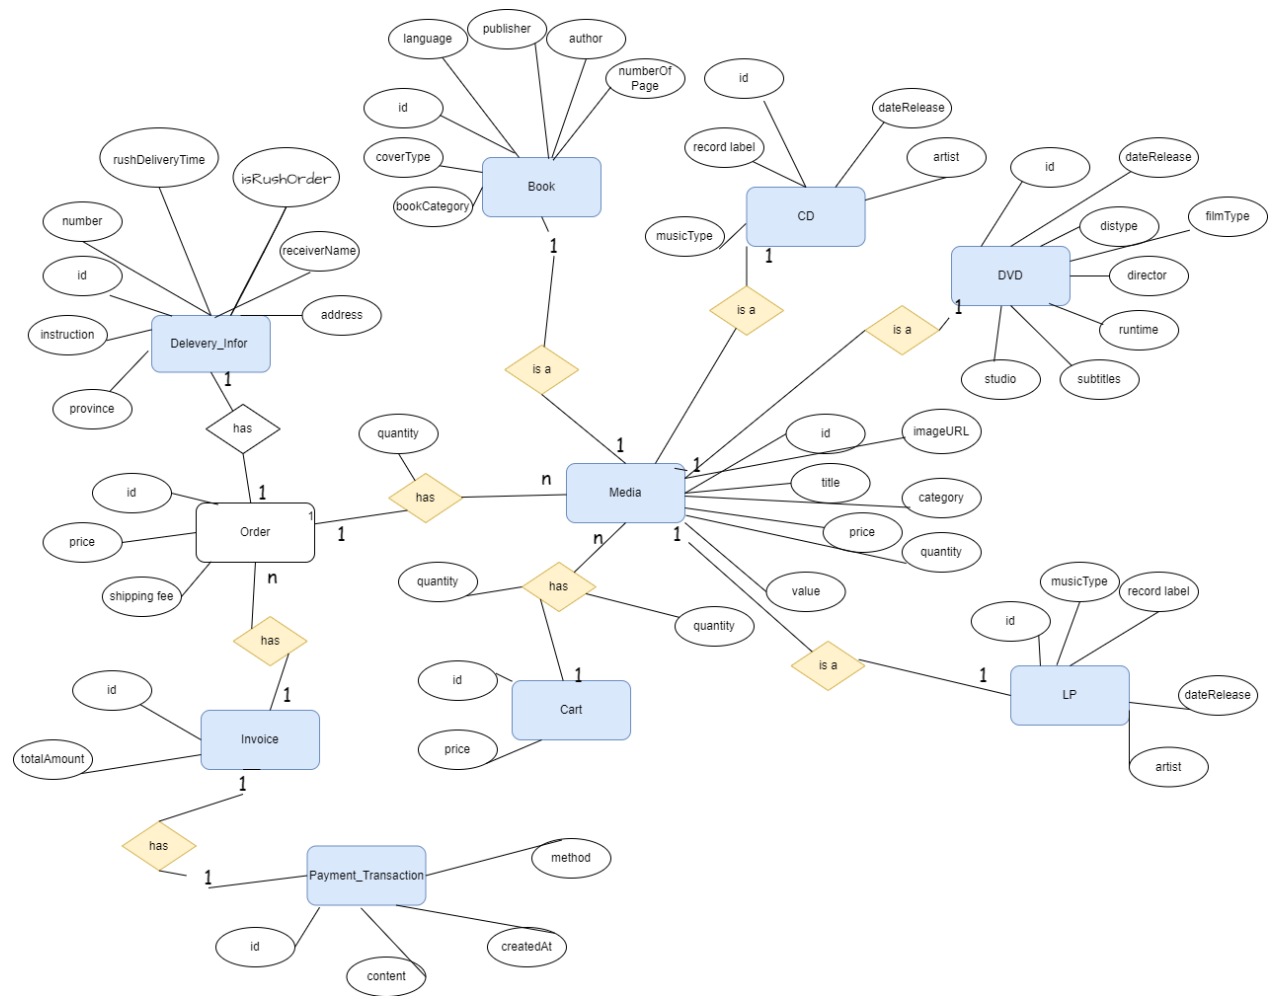 publisher
language
author
numberOf
Page
id
dateRelease
id
record label
artist
dateRelease
id
rushDeliveryTime
isRushOrder
coverType
Book
bookCategory
CD
musicType
1
1
number
receiverName
id
distype
filmType
DVD
director
1
instruction
address
Delevery_Infor
is a
is a
runtime
is a
studio
subtitles
1
province
has
quantity
id
imageURL
1
1
title
category
n
Media
id
1
has
1
Order
1
price
quantity
price
n
1
n
shipping fee
quantity
has
value
quantity
musicType
record label
id
has
is a
id
1
id
1
Cart
1
LP
dateRelease
Invoice
totalAmount
price
artist
1
has
1
Payment_Transaction
method
id
createdAt
content